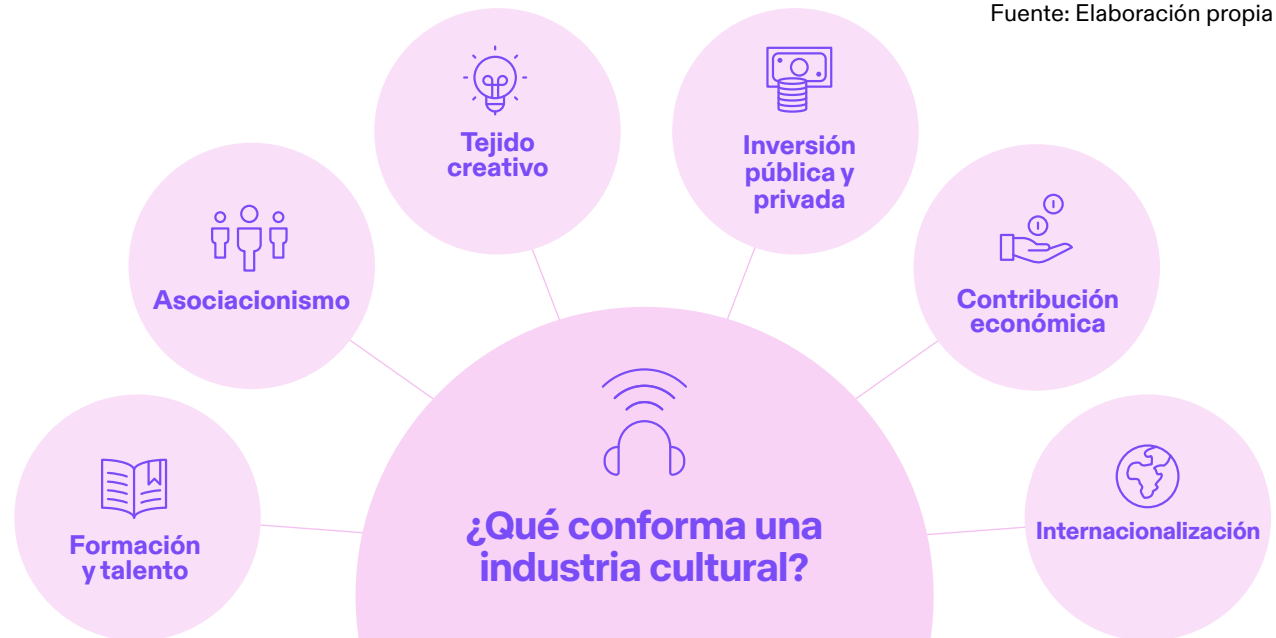 Fuente: Elaboración propia
Tejido
creativo
Inversión
pública y
privada
Asociacionismo
Contribución
económica
Formación
y talento
¿Qué conforma una
industria cultural?
Internacionalización